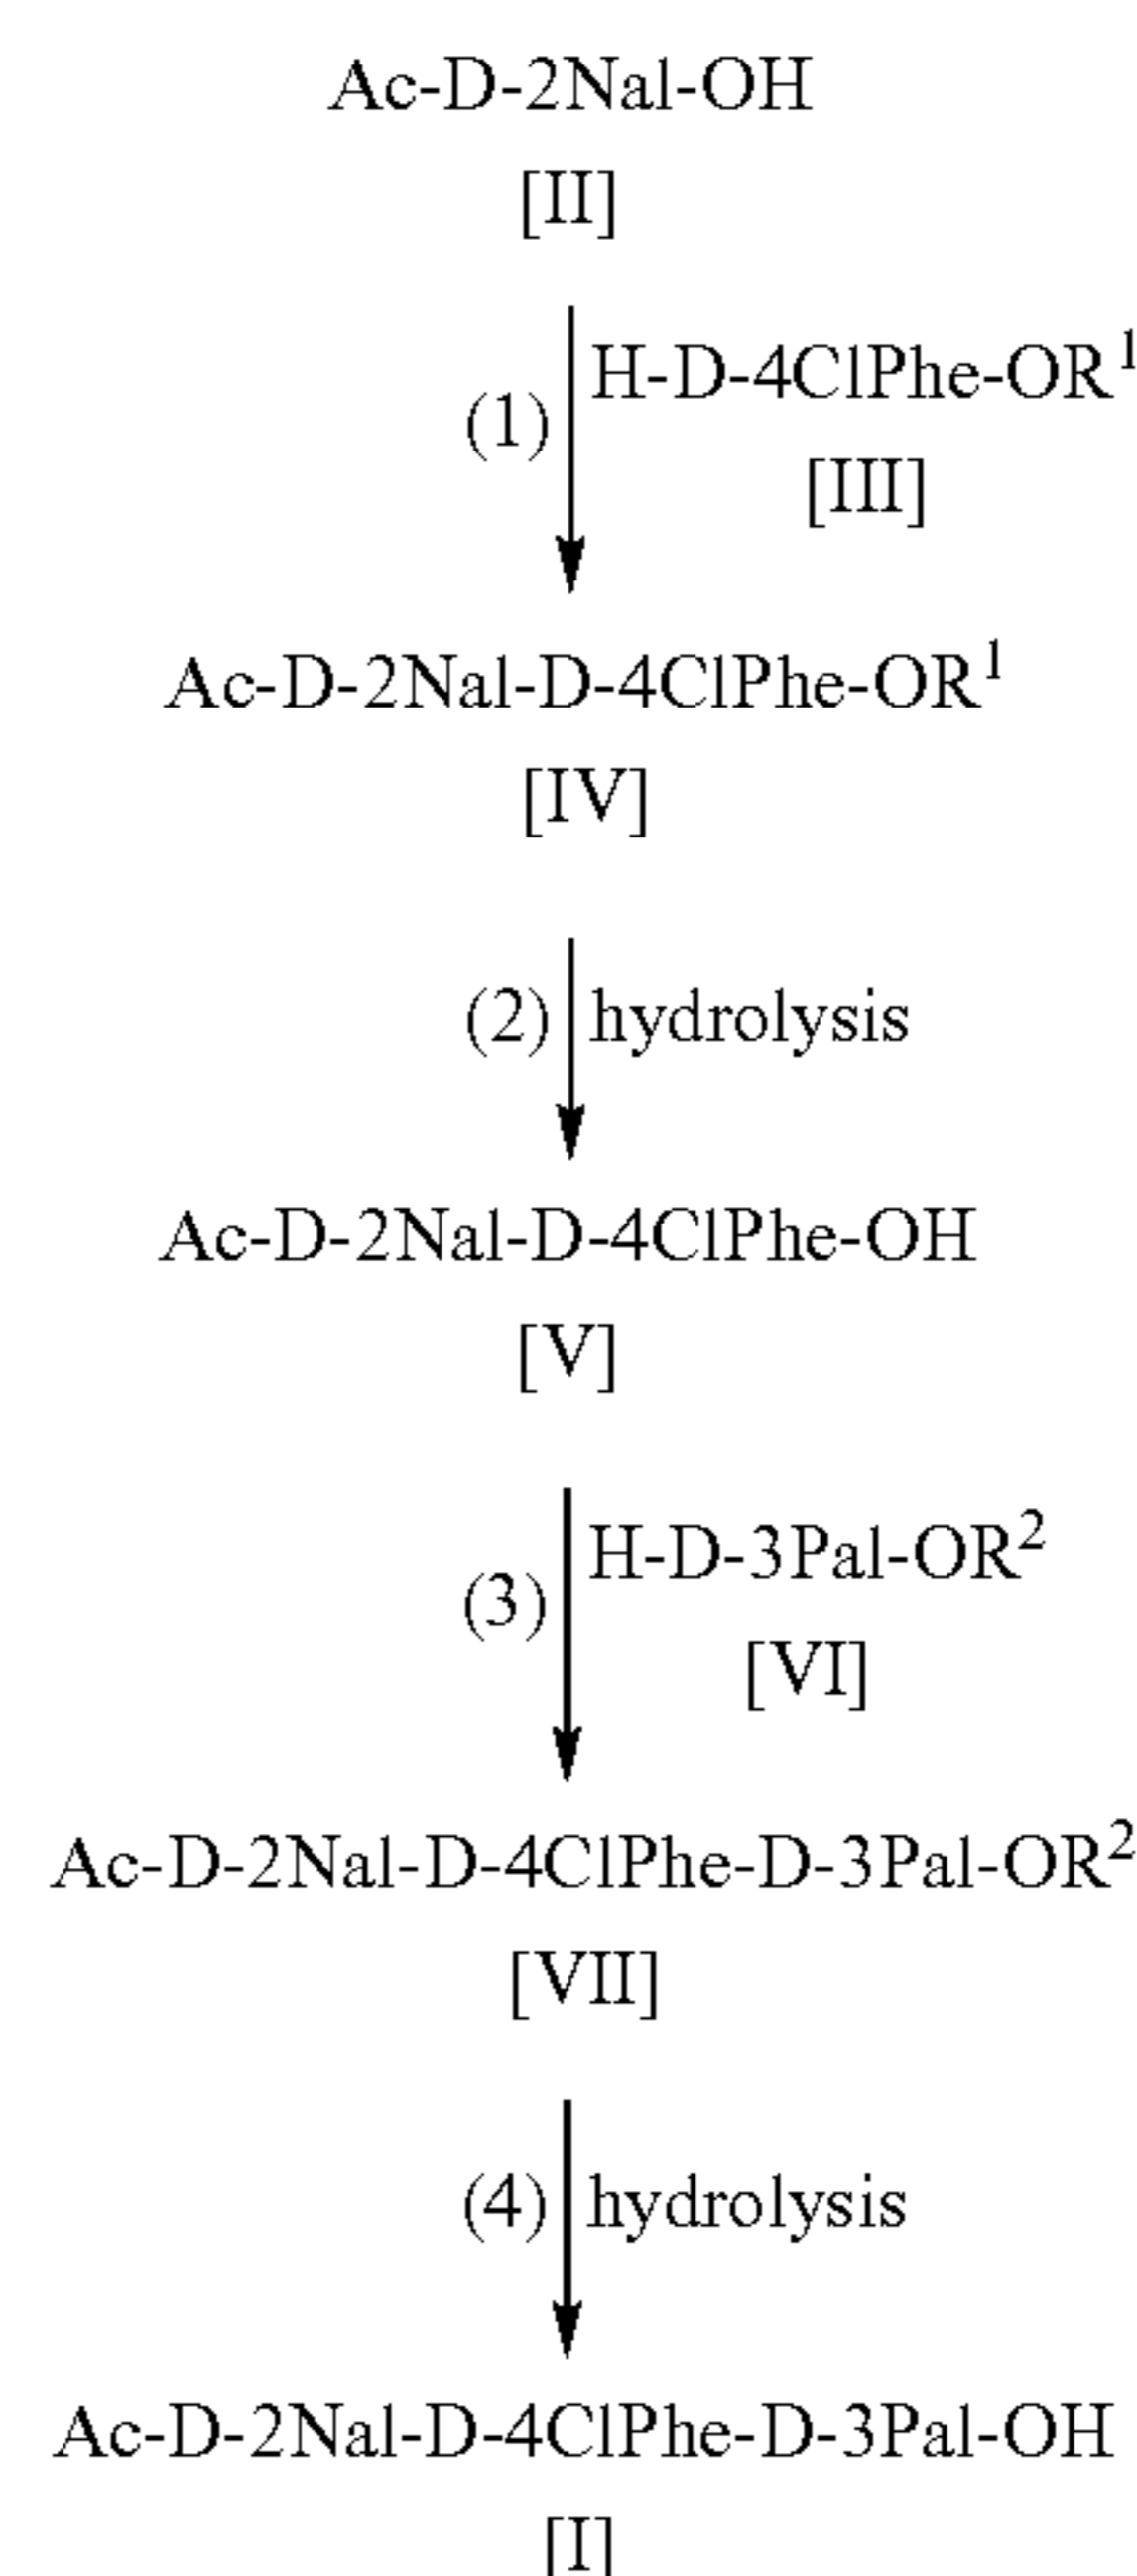 Ac-D-2Nal-OH
[II]
(1) H-D-4ClPhe-OR¹
[III]
Ac-D-2Nal-D-4ClPhe-OR¹
[IV]
(2) hydrolysis
Ac-D-2Nal-D-4ClPhe-OH
[V]
(3) H-D-3Pal-OR²
[VI]
Ac-D-2Nal-D-4ClPhe-D-3Pal-OR²
[VII]
(4) hydrolysis
Ac-D-2Nal-D-4ClPhe-D-3Pal-OH
[I]